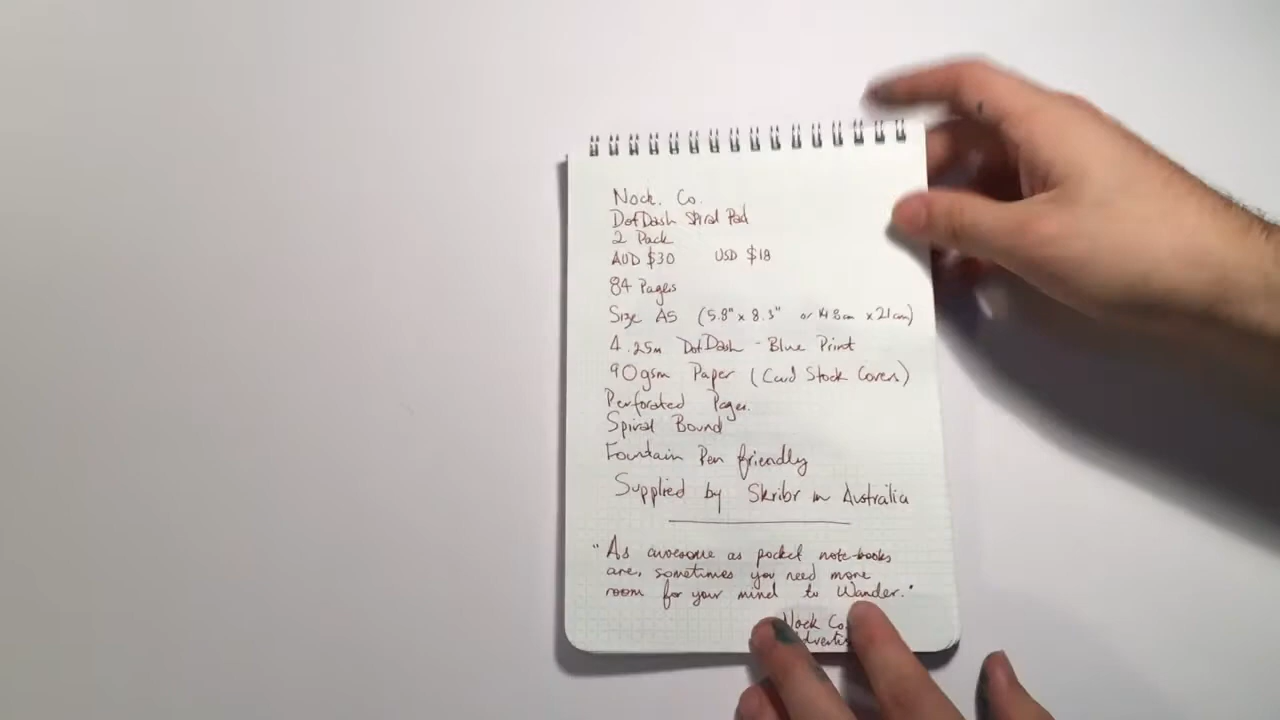 Nock. Co.
DotDash Spiral Pad
2 Pack
AUD $30 USD $18
84 Pages
Size A5 (5.8" x 8.3" or 14.8cm x 21cm)
4.25m DotDash - Blue Print
90gsm Paper (Card Stock Covers)
Perforated Pages.
Spiral Bound
Fountain Pen friendly
Supplied by Skribr in Australia
"As awesome as pocket note-books
are, sometimes you need more
room for your mind to Wander."
Nock Co.